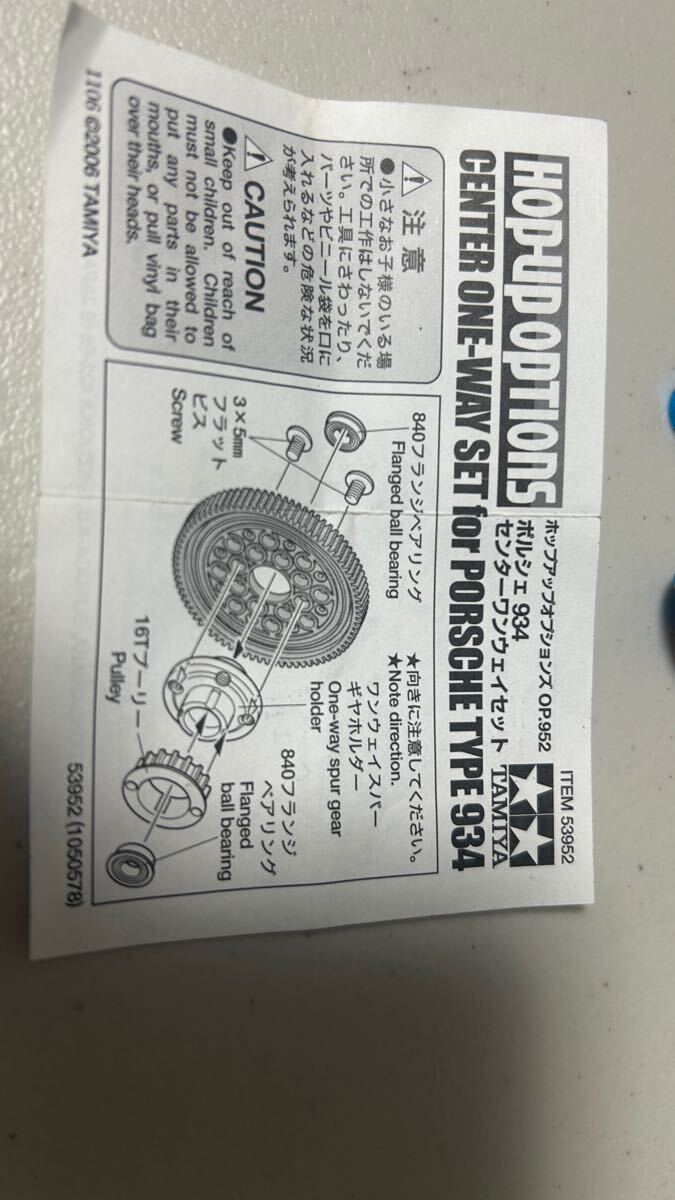 HOP-UP OPTIONS
ホップアップオプションズ OP.952
ポルシェ 934
センターワンウェイセット
ITEM 53952
TAMIYA
CENTER ONE-WAY SET for PORSCHE TYPE 934
注意
●小さなお子様のいる場
所での工作はしないでくだ
さい。工具にさわったり、
パーツやビニール袋を口に
入れるなどの危険な状況
が考えられます。
CAUTION
●Keep out of reach of
small children. Children
must not be allowed to
put any parts in their
mouths, or pull vinyl bag
over their heads.
1106 ©2006 TAMIYA
840フランジベアリング
Flanged ball bearing
3×5mm
フラット
ビス
Screw
★向きに注意してください。
★Note direction.
ワンウェイスパー
ギヤホルダー
One-way spur gear
holder
16Tプーリー
Pulley
840フランジ
ベアリング
Flanged
ball bearing
53952 (1050578)